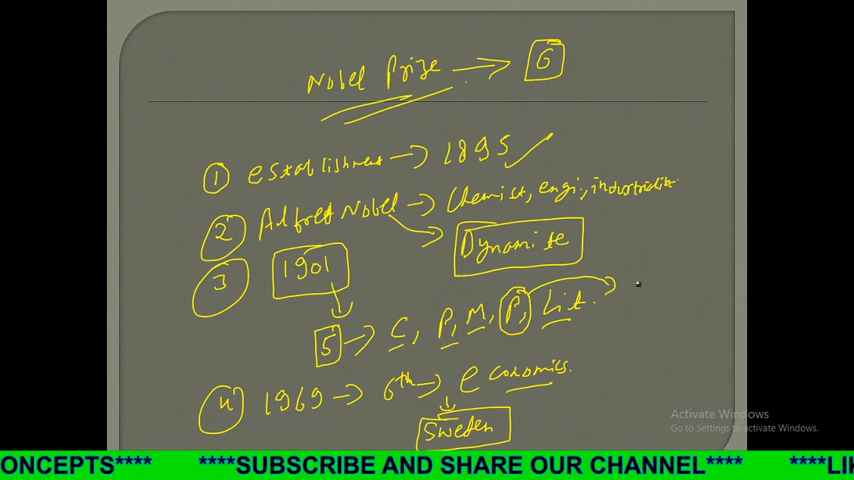 Nobel Prize → 6
① establishment → 1895 ✓
② Alfred Nobel → Chemist, engi., industrialist
Dynamite
③ 1901
5 → C, P, M, P, Lit.
④ 1969 → 6th → economics.
Sweden
Activate Windows
Go to Settings to activate Windows.
ONCEPTS**** ****SUBSCRIBE AND SHARE OUR CHANNEL**** ****LI